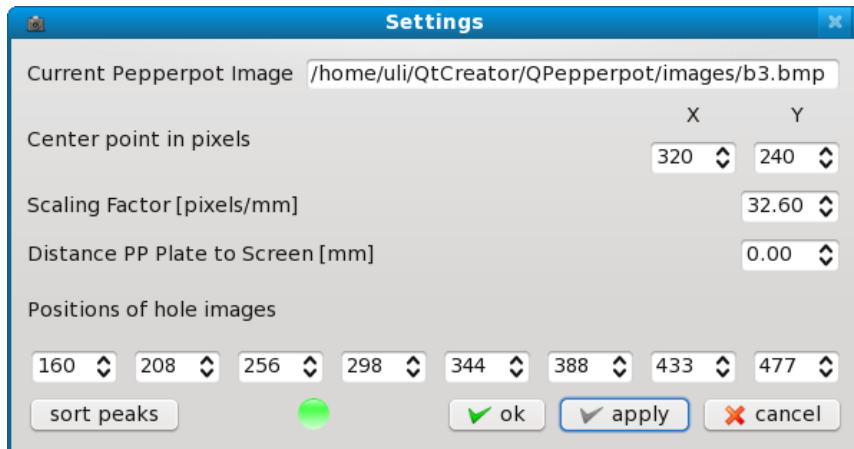 Settings
Current Pepperpot Image /home/uli/QtCreator/QPepperpot/images/b3.bmp
X Y
Center point in pixels 320 240
Scaling Factor [pixels/mm] 32.60
Distance PP Plate to Screen [mm] 0.00
Positions of hole images
160 208 256 298 344 388 433 477
sort peaks ok apply cancel